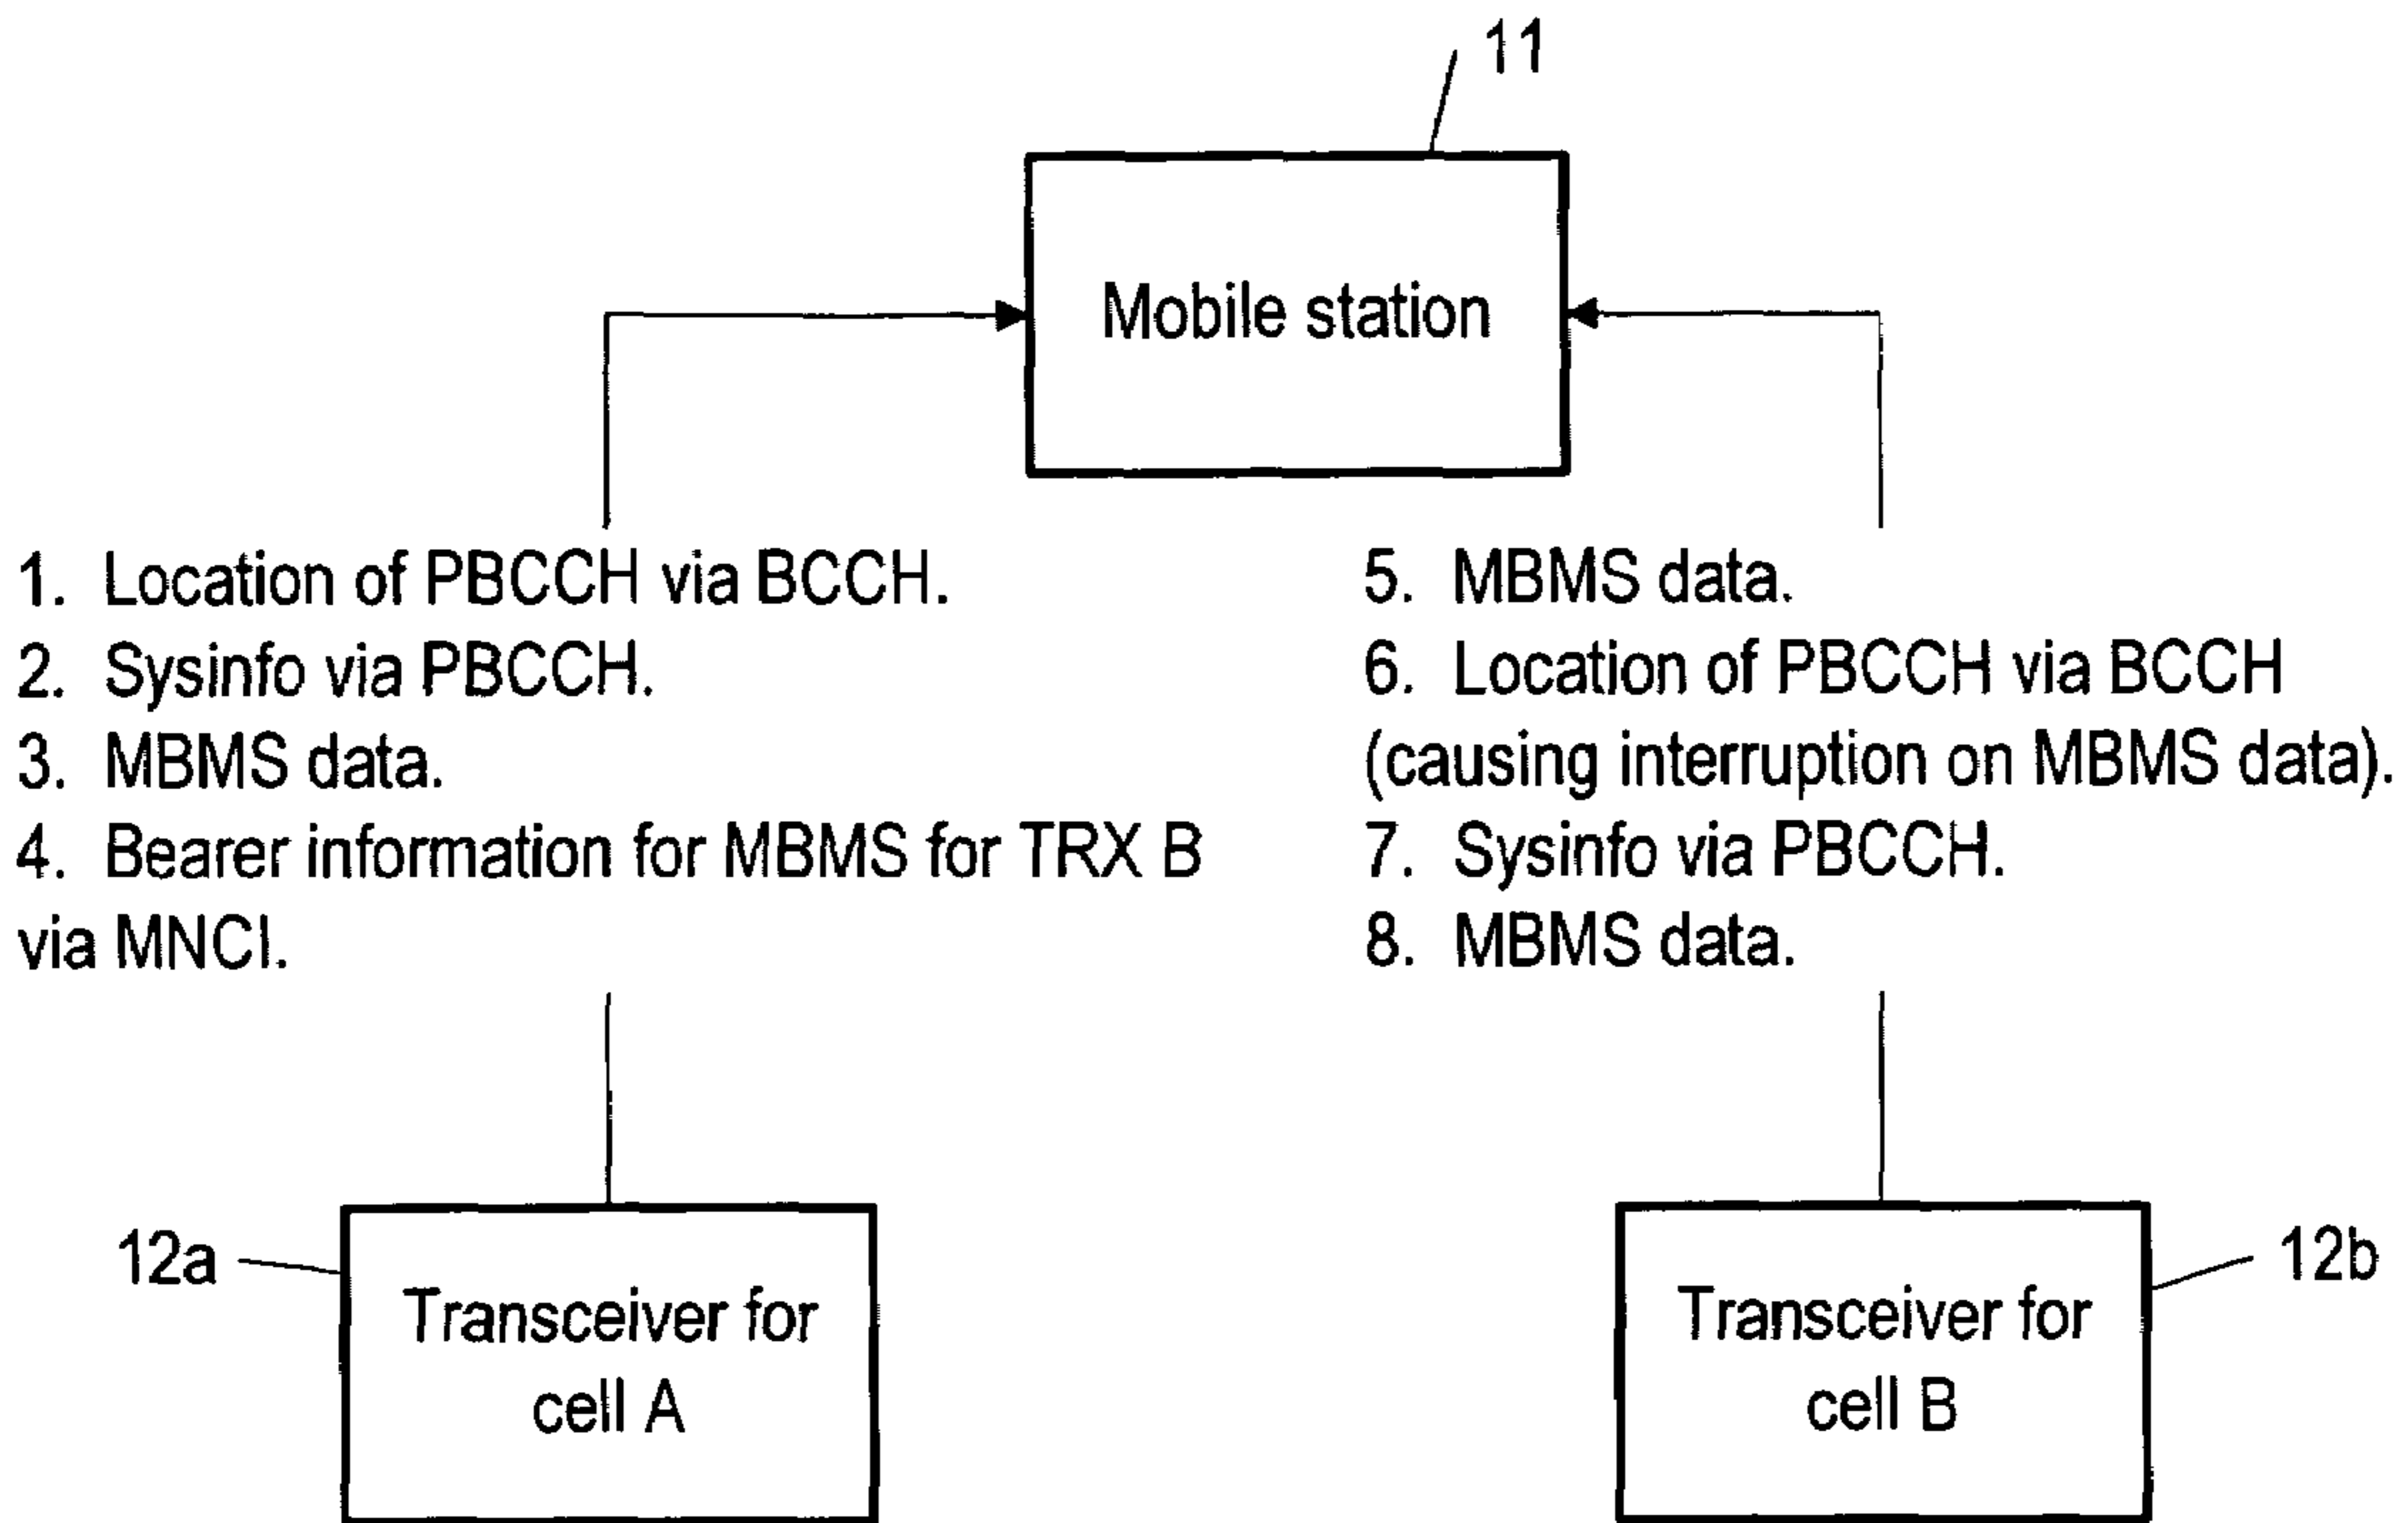 11
Mobile station
1. Location of PBCCH via BCCH.
2. Sysinfo via PBCCH.
3. MBMS data.
4. Bearer information for MBMS for TRX B
via MNCI.
5. MBMS data.
6. Location of PBCCH via BCCH
(causing interruption on MBMS data).
7. Sysinfo via PBCCH.
8. MBMS data.
12a
Transceiver for
cell A
Transceiver for
cell B
12b